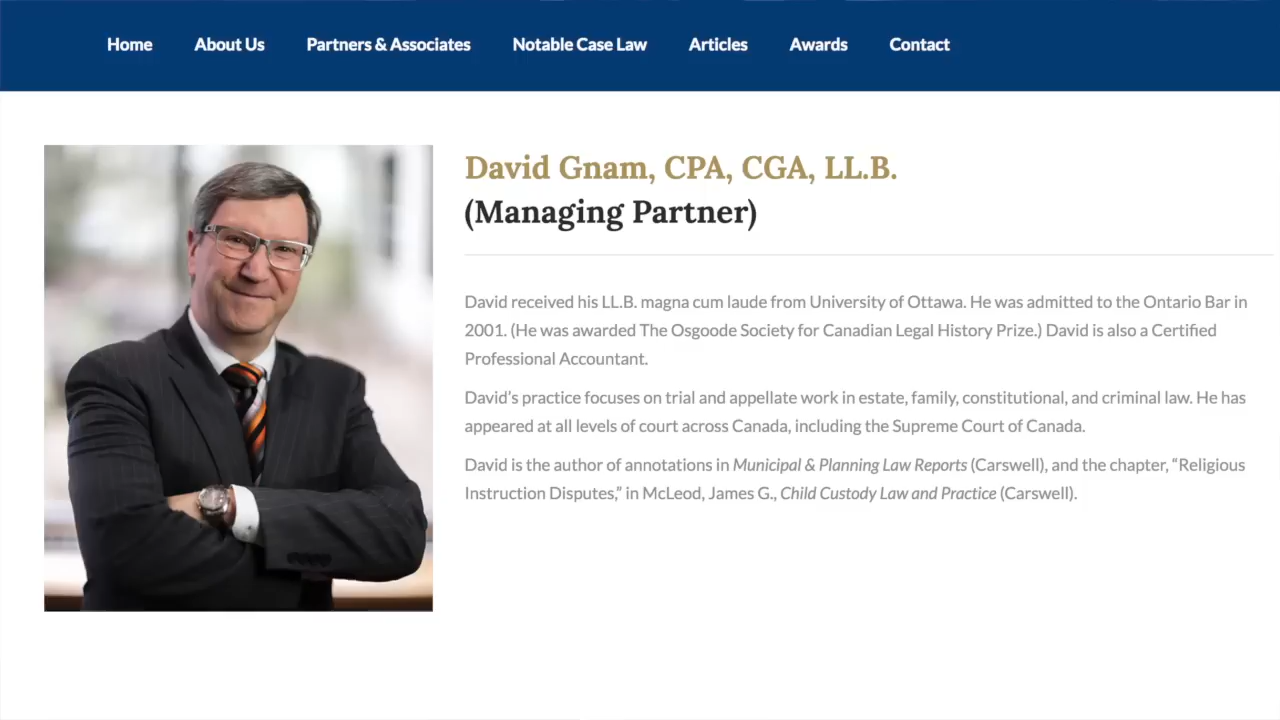 Home About Us Partners & Associates Notable Case Law Articles Awards Contact
David Gnam, CPA, CGA, LL.B.
(Managing Partner)
David received his LL.B. magna cum laude from University of Ottawa. He was admitted to the Ontario Bar in
2001. (He was awarded The Osgoode Society for Canadian Legal History Prize.) David is also a Certified
Professional Accountant.
David’s practice focuses on trial and appellate work in estate, family, constitutional, and criminal law. He has
appeared at all levels of court across Canada, including the Supreme Court of Canada.
David is the author of annotations in Municipal & Planning Law Reports (Carswell), and the chapter, “Religious
Instruction Disputes,” in McLeod, James G., Child Custody Law and Practice (Carswell).